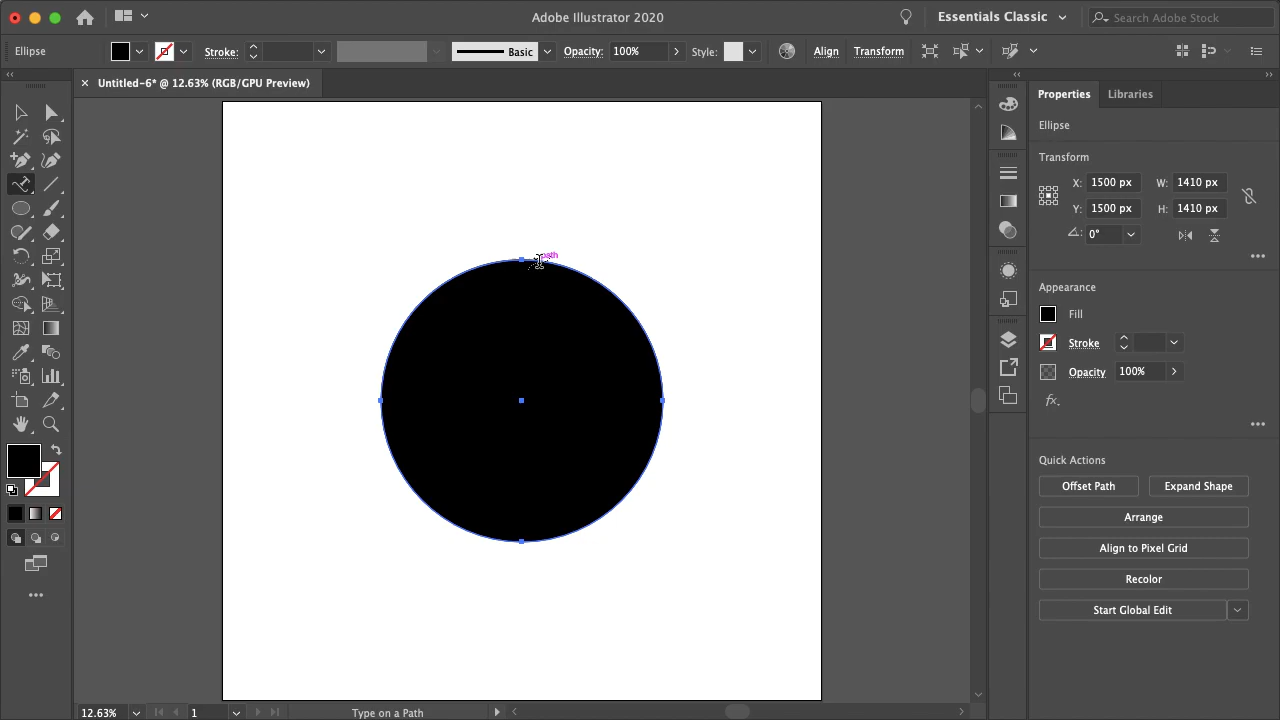 Adobe Illustrator 2020
Essentials Classic
Search Adobe Stock
Ellipse
Stroke:
Basic
Opacity:
100%
Style:
Align
Transform
Untitled-6* @ 12.63% (RGB/GPU Preview)
path
Properties
Libraries
Ellipse
Transform
X: 1500 px W: 1410 px
Y: 1500 px H: 1410 px
0°
Appearance
Fill
Stroke
Opacity 100%
fx.
Quick Actions
Offset Path
Expand Shape
Arrange
Align to Pixel Grid
Recolor
Start Global Edit
12.63%
1
Type on a Path